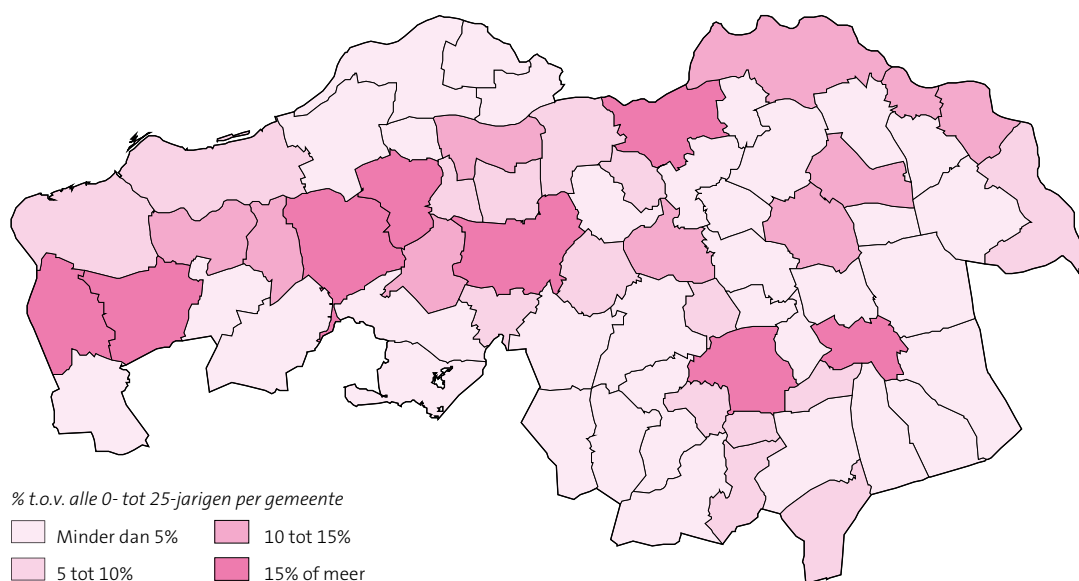 % t.o.v. alle 0- tot 25-jarigen per gemeente
Minder dan 5%
10 tot 15%
5 tot 10%
15% of meer